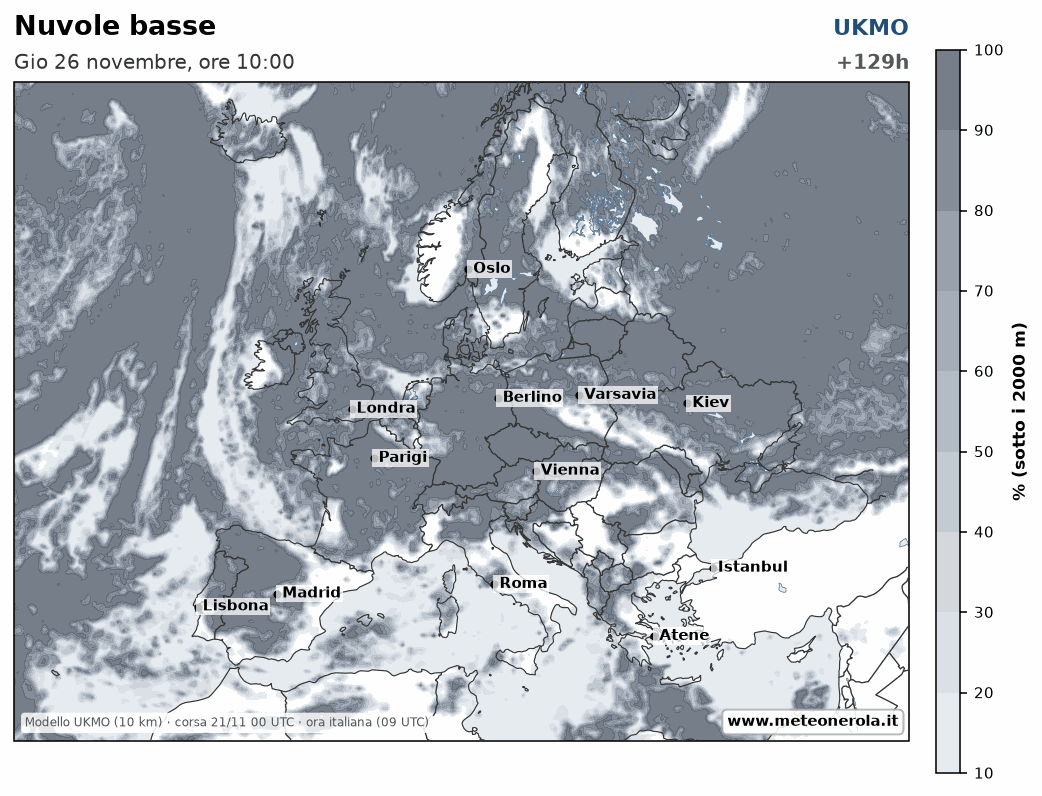 Nuvole basse
UKMO
Gio 26 novembre, ore 10:00
+129h
100
90
80
70
60
50
40
30
20
10
% (sotto i 2000 m)
Oslo
Berlino
Varsavia
Kiev
Londra
Parigi
Vienna
Istanbul
Roma
Madrid
Lisbona
Atene
Modello UKMO (10 km) · corsa 21/11 00 UTC · ora italiana (09 UTC)
www.meteonerola.it